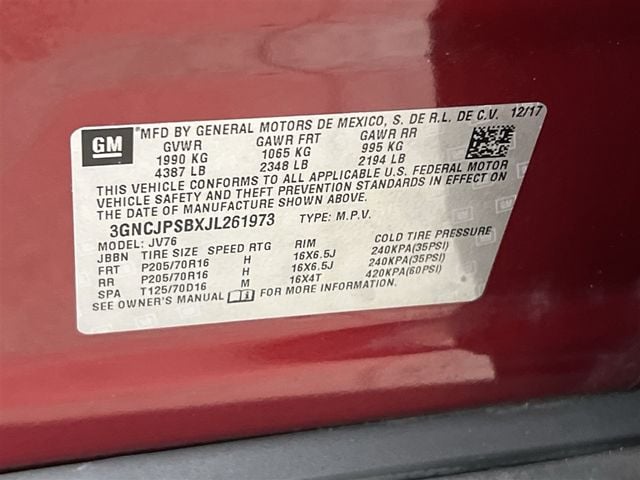 GM
*MFD BY GENERAL MOTORS DE MEXICO, S. DE R.L. DE C.V. 12/17
GVWR GAWR FRT GAWR RR
1990 KG 1065 KG 995 KG
4387 LB 2348 LB 2194 LB
THIS VEHICLE CONFORMS TO ALL APPLICABLE U.S. FEDERAL MOTOR
VEHICLE SAFETY AND THEFT PREVENTION STANDARDS IN EFFECT ON
THE DATE OF MANUFACTURE SHOWN ABOVE.
3GNCJPSBXJL261973 TYPE: M.P.V.
MODEL: JV76
JBBN TIRE SIZE SPEED RTG RIM COLD TIRE PRESSURE
FRT P205/70R16 H 16X6.5J 240KPA(35PSI)
RR P205/70R16 H 16X6.5J 240KPA(35PSI)
SPA T125/70D16 M 16X4T 420KPA(60PSI)
SEE OWNER'S MANUAL FOR MORE INFORMATION.